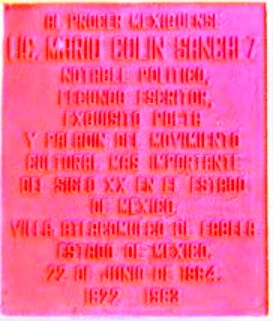 AL PROCER MEXIQUENSE
LIC. MARIO COLIN SANCHEZ
NOTABLE POLITICO,
FECUNDO ESCRITOR,
EXQUISITO POETA
Y PALADIN DEL MOVIMIENTO
CULTURAL MAS IMPORTANTE
DEL SIGLO XX EN EL ESTADO
DE MEXICO.
VILLA ATLACOMULCO DE FABELA
ESTADO DE MEXICO.
22 DE JUNIO DE 1984.
1922 1983